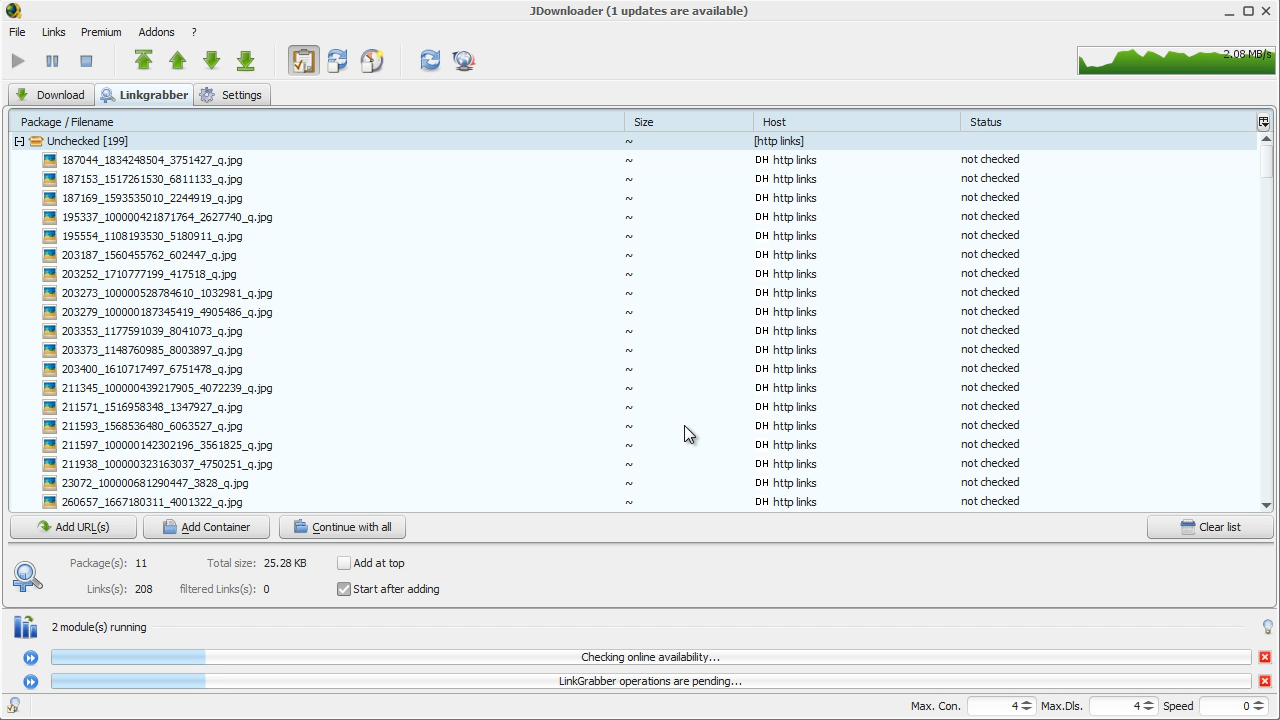 JDownloader (1 updates are available)
File Links Premium Addons ?
2.08 MB/s
Download Linkgrabber Settings
Package / Filename Size Host Status
Unchecked [199] ~ [http links]
187044_1834248504_3751427_q.jpg ~ DH http links not checked
187153_1517261530_6811133_q.jpg ~ DH http links not checked
187169_1593535010_2244919_q.jpg ~ DH http links not checked
195337_100000421871764_2627740_q.jpg ~ DH http links not checked
195554_1108193530_5180911_q.jpg ~ DH http links not checked
203187_1560455762_602447_q.jpg ~ DH http links not checked
203252_1710777199_417518_q.jpg ~ DH http links not checked
203273_100000528784610_1032981_q.jpg ~ DH http links not checked
203279_100000187345419_4905486_q.jpg ~ DH http links not checked
203353_1177591039_8041073_q.jpg ~ DH http links not checked
203373_1148760985_8003897_q.jpg ~ DH http links not checked
203400_1610717497_6751478_q.jpg ~ DH http links not checked
211345_100000439217905_4072239_q.jpg ~ DH http links not checked
211571_1516958348_1347927_q.jpg ~ DH http links not checked
211593_1568536480_6063527_q.jpg ~ DH http links not checked
211597_100000142302196_3561825_q.jpg ~ DH http links not checked
211938_100000323163037_4750251_q.jpg ~ DH http links not checked
23072_100000681290447_3828_q.jpg ~ DH http links not checked
260657_1667180311_4001322_q.jpg ~ DH http links not checked
Add URL(s) Add Container Continue with all Clear list
Package(s): 11 Total size: 25.28 KB Add at top
Links(s): 208 filtered Links(s): 0 Start after adding
2 module(s) running
Checking online availability...
LinkGrabber operations are pending...
Max. Con. 4 Max.Dls. 4 Speed 0